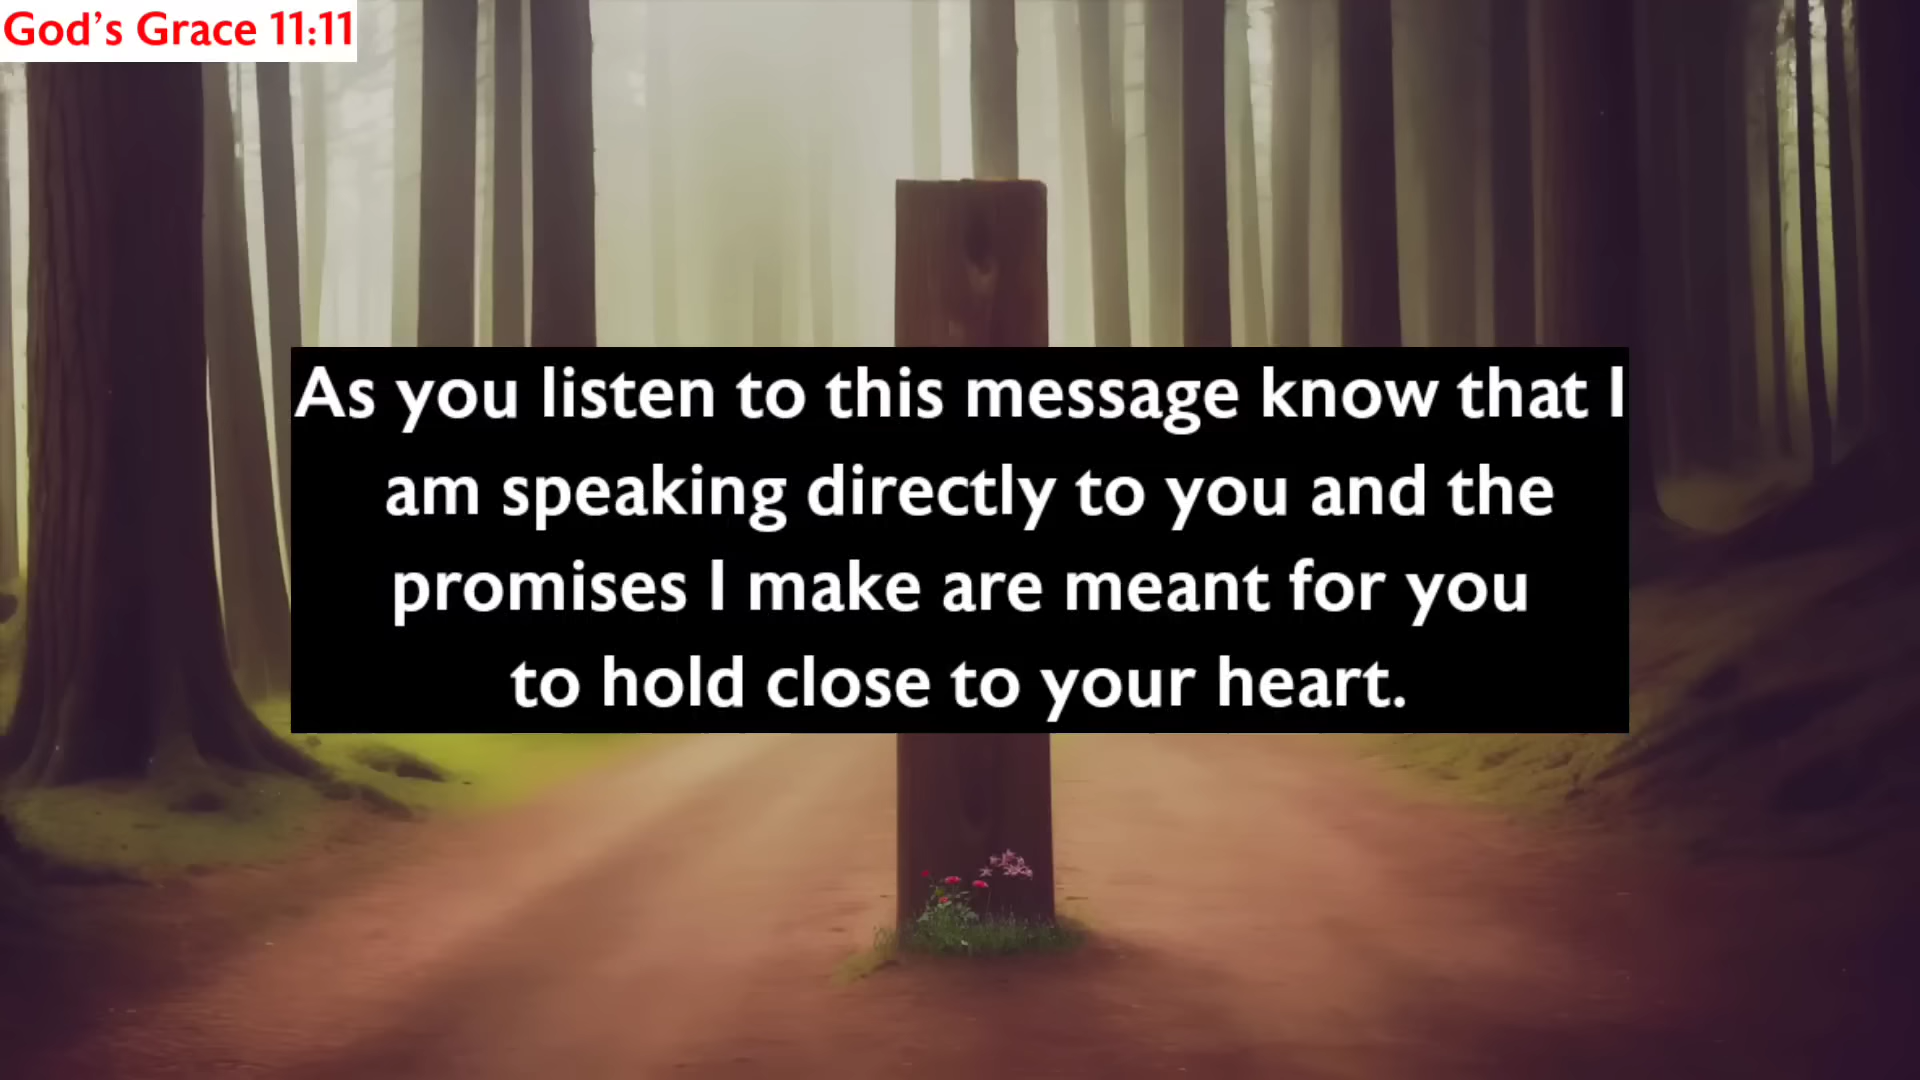 God's Grace 11:11
As you listen to this message know that I
am speaking directly to you and the
promises I make are meant for you
to hold close to your heart.